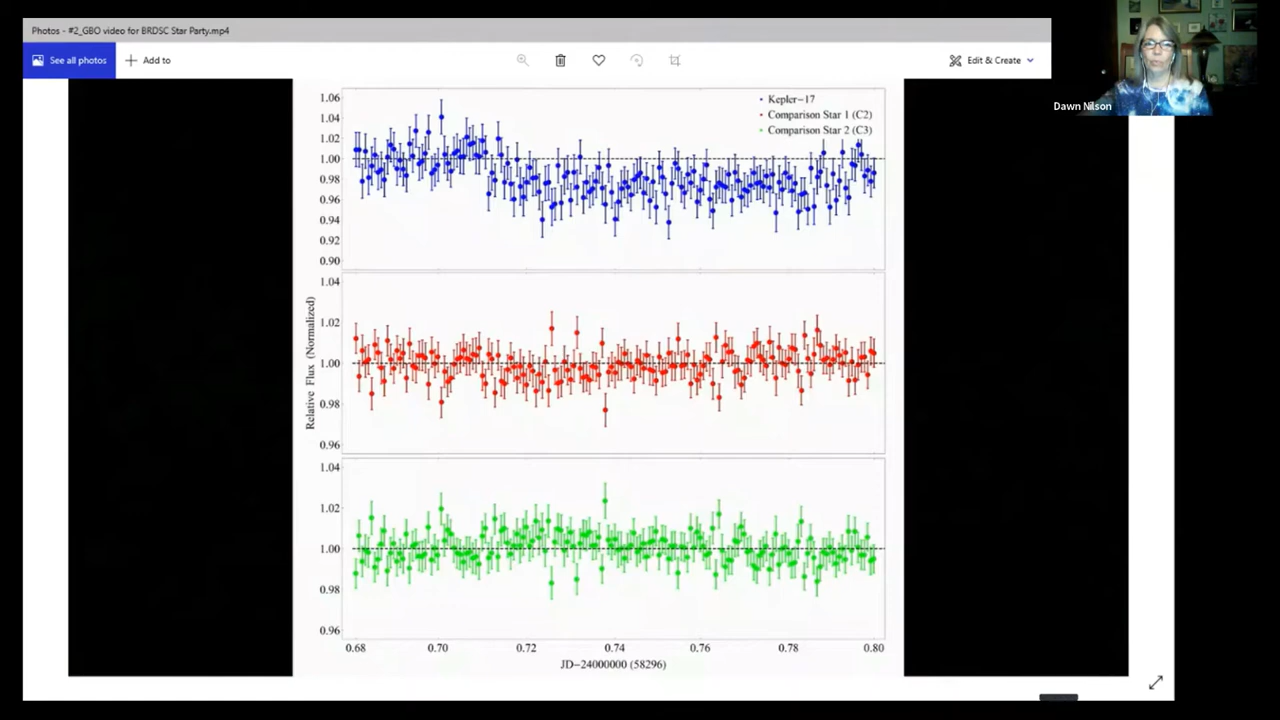 Photos - #2_GBO video for BRDSC Star Party.mp4
See all photos
Add to
Edit & Create
Dawn Nilson
Kepler−17
Comparison Star 1 (C2)
Comparison Star 2 (C3)
1.06
1.04
1.02
1.00
0.98
0.96
0.94
0.92
0.90
1.04
1.02
1.00
0.98
0.96
1.04
1.02
1.00
0.98
0.96
Relative Flux (Normalized)
0.68 0.70 0.72 0.74 0.76 0.78 0.80
JD−24000000 (58296)